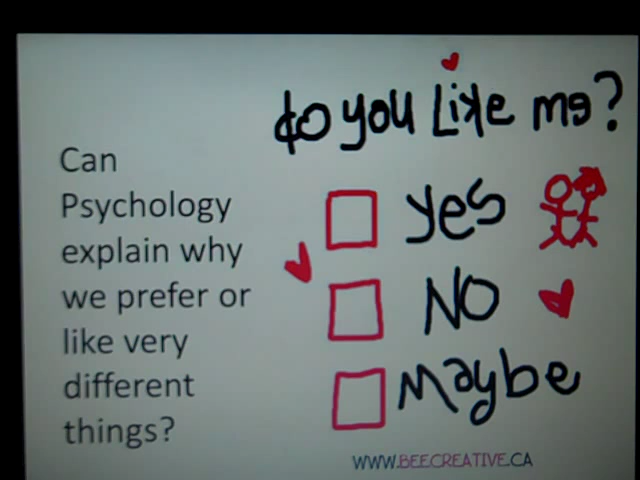 Can
Psychology
explain why
we prefer or
like very
different
things?
do you Like me?
yes
NO
Maybe
WWW.BEECREATIVE.CA